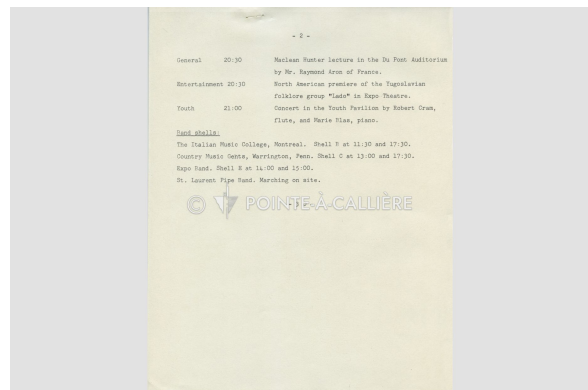 - 2 -
General 20:30 Maclean Hunter lecture in the Du Pont Auditorium
by Mr. Raymond Aron of France.
Entertainment 20:30 North American premiere of the Yugoslavian
folklore group "Lado" in Expo Theatre.
Youth 21:00 Concert in the Youth Pavilion by Robert Cram,
flute, and Marie Blas, piano.
Band shells:
The Italian Music College, Montreal. Shell E at 11:30 and 17:30.
Country Music Gents, Warrington, Penn. Shell C at 13:00 and 17:30.
Expo Band. Shell B at 14:00 and 15:00.
St. Laurent Pipe Band. Marching on site.
© POINTE-À-CALLIÈRE